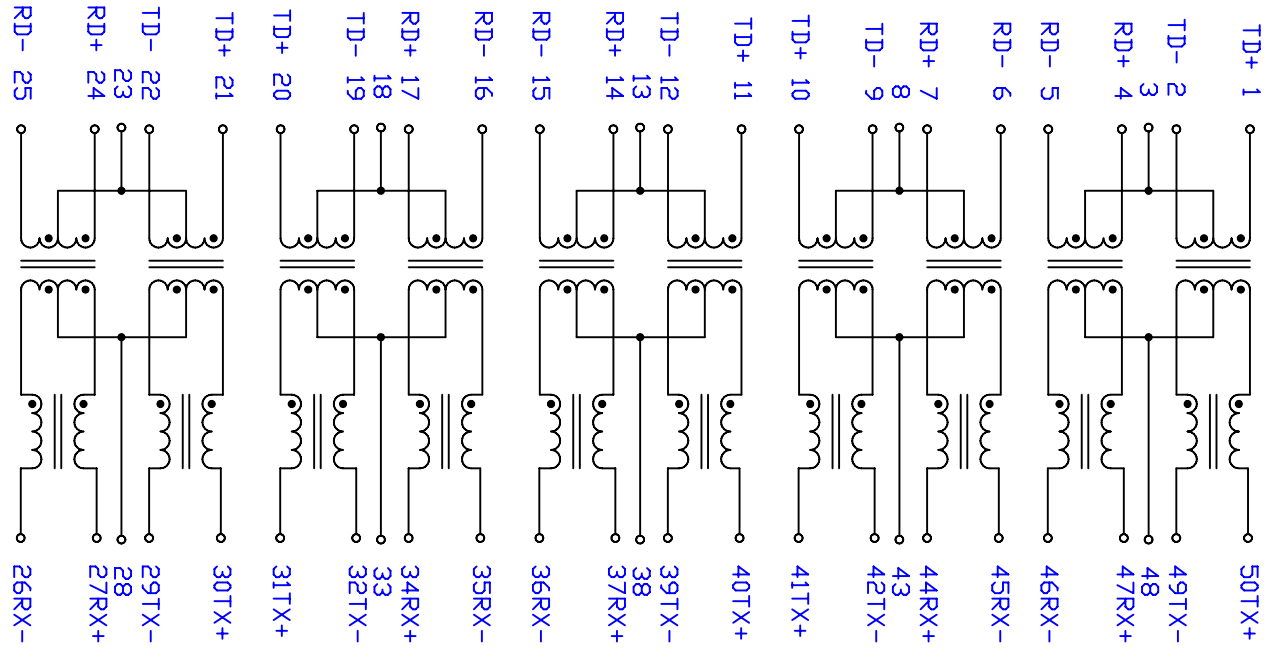 TD+ 1 50TX+
TD- 2 49TX-
3 48
RD+ 4 47RX+
RD- 5 46RX-
RD- 6 45RX-
RD+ 7 44RX+
8 43
TD- 9 42TX-
TD+ 10 41TX+
TD+ 11 40TX+
TD- 12 39TX-
13 38
RD+ 14 37RX+
RD- 15 36RX-
RD- 16 35RX-
RD+ 17 34RX+
18 33
TD- 19 32TX-
TD+ 20 31TX+
TD+ 21 30TX+
TD- 22 29TX-
23 28
RD+ 24 27RX+
RD- 25 26RX-